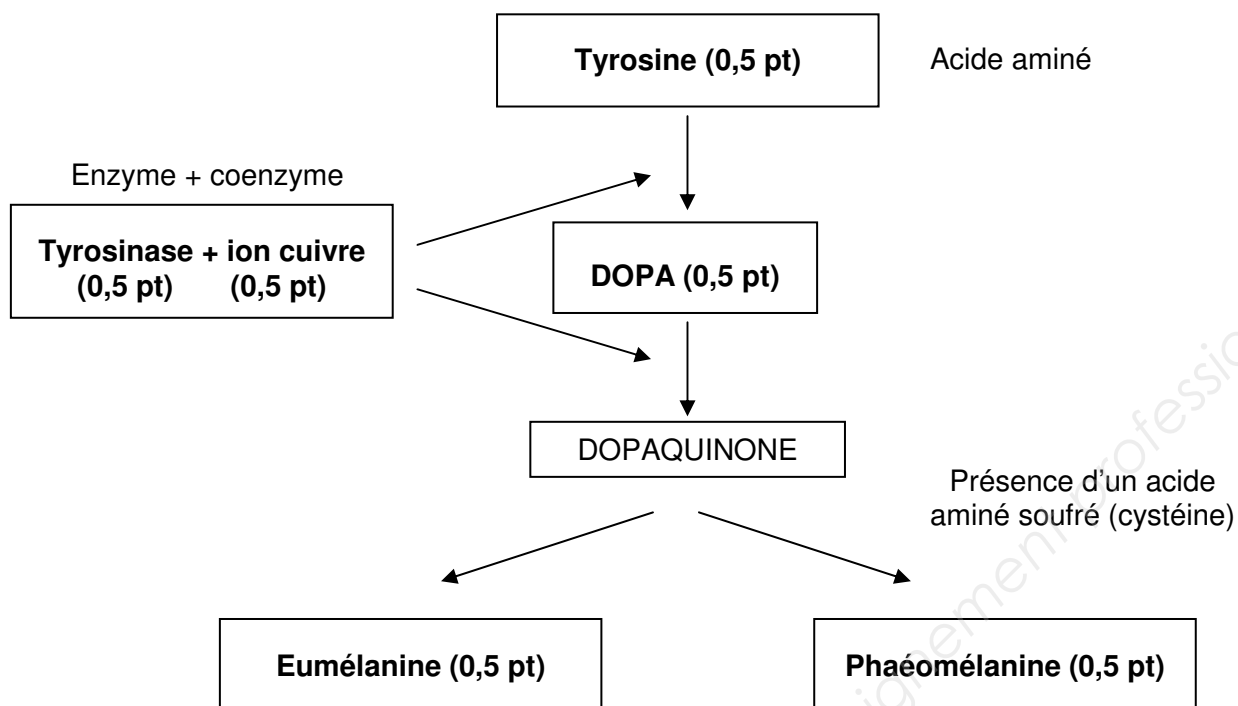 Tyrosine (0,5 pt)
Acide aminé
Enzyme + coenzyme
Tyrosinase + ion cuivre
(0,5 pt) (0,5 pt)
DOPA (0,5 pt)
DOPAQUINONE
Présence d'un acide
aminé soufré (cystéine)
Eumélanine (0,5 pt)
Phaéomélanine (0,5 pt)